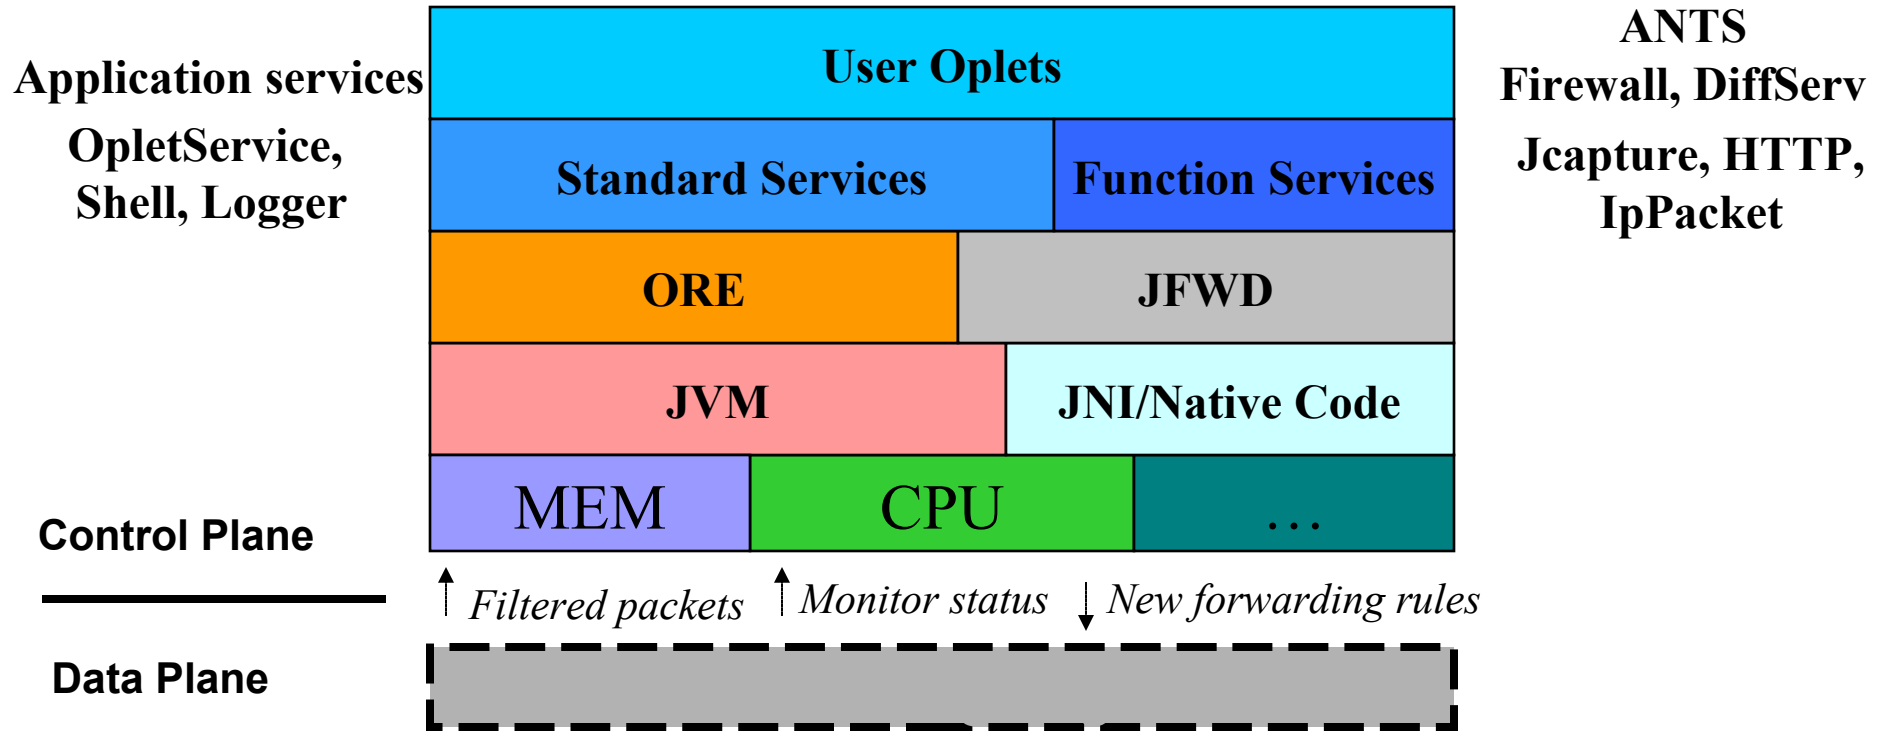 ANTS
Application services
User Oplets
Firewall, DiffServ
OpletService,
Shell, Logger
Standard Services
Function Services
Jcapture, HTTP,
IpPacket
ORE
JFWD
JVM
JNI/Native Code
MEM
CPU
…
Control Plane
Filtered packets
Monitor status
New forwarding rules
Data Plane